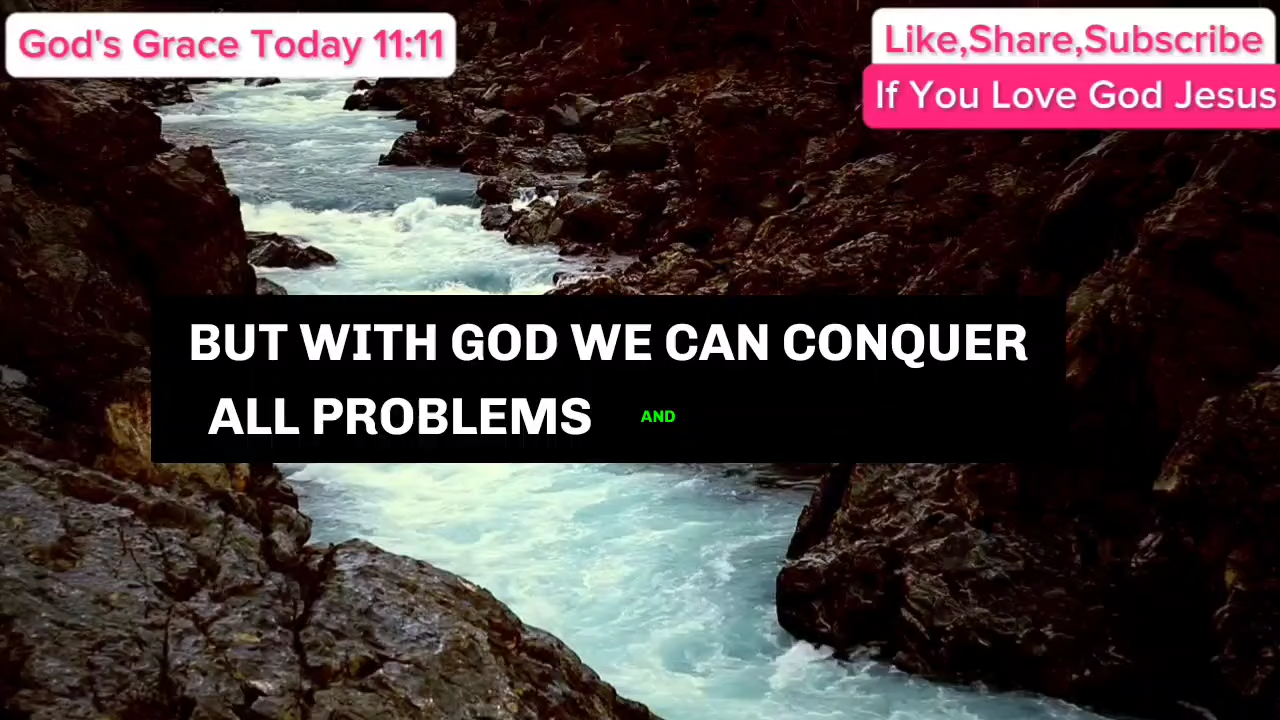 God's Grace Today 11:11
Like,Share,Subscribe
If You Love God Jesus
BUT WITH GOD WE CAN CONQUER
ALL PROBLEMS AND